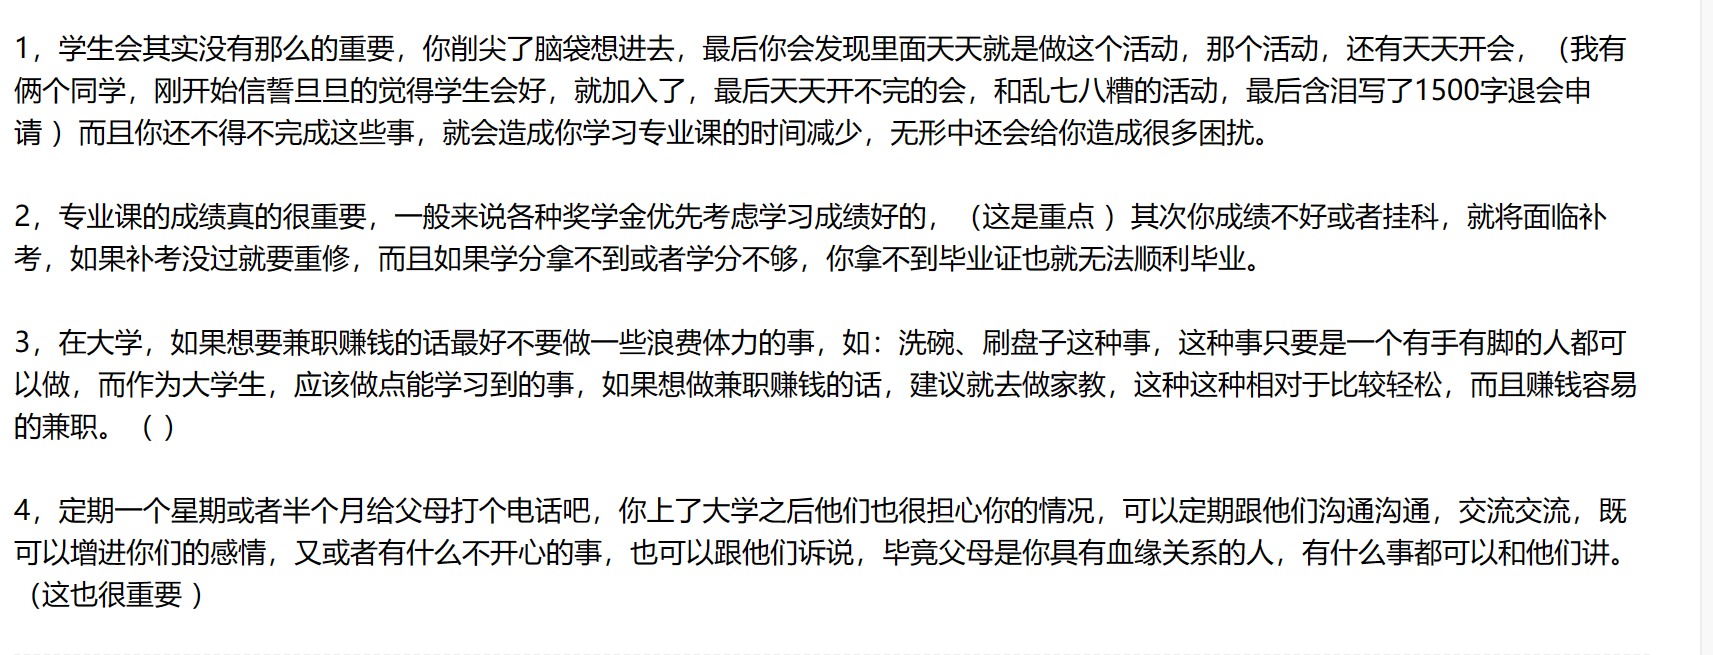 1，学生会其实没有那么的重要，你削尖了脑袋想进去，最后你会发现里面天天就是做这个活动，那个活动，还有天天开会，（我有
俩个同学，刚开始信誓旦旦的觉得学生会好，就加入了，最后天天开不完的会，和乱七八糟的活动，最后含泪写了1500字退会申
请 ）而且你还不得不完成这些事，就会造成你学习专业课的时间减少，无形中还会给你造成很多困扰。
2，专业课的成绩真的很重要，一般来说各种奖学金优先考虑学习成绩好的，（这是重点 ）其次你成绩不好或者挂科，就将面临补
考，如果补考没过就要重修，而且如果学分拿不到或者学分不够，你拿不到毕业证也就无法顺利毕业。
3，在大学，如果想要兼职赚钱的话最好不要做一些浪费体力的事，如：洗碗、刷盘子这种事，这种事只要是一个有手有脚的人都可
以做，而作为大学生，应该做点能学习到的事，如果想做兼职赚钱的话，建议就去做家教，这种这种相对于比较轻松，而且赚钱容易
的兼职。（ ）
4，定期一个星期或者半个月给父母打个电话吧，你上了大学之后他们也很担心你的情况，可以定期跟他们沟通沟通，交流交流，既
可以增进你们的感情，又或者有什么不开心的事，也可以跟他们诉说，毕竟父母是你具有血缘关系的人，有什么事都可以和他们讲。
（这也很重要 ）